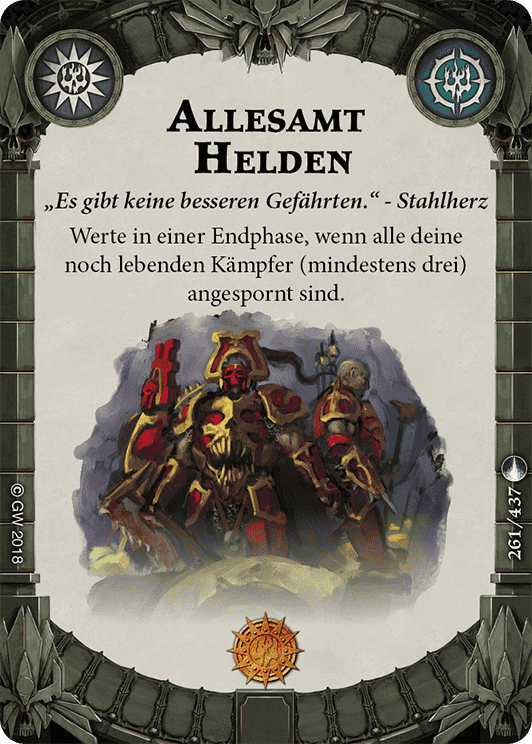 Allesamt
Helden
„Es gibt keine besseren Gefährten.“ - Stahlherz
Werte in einer Endphase, wenn alle deine
noch lebenden Kämpfer (mindestens drei)
angespornt sind.
© GW 2018
261/437